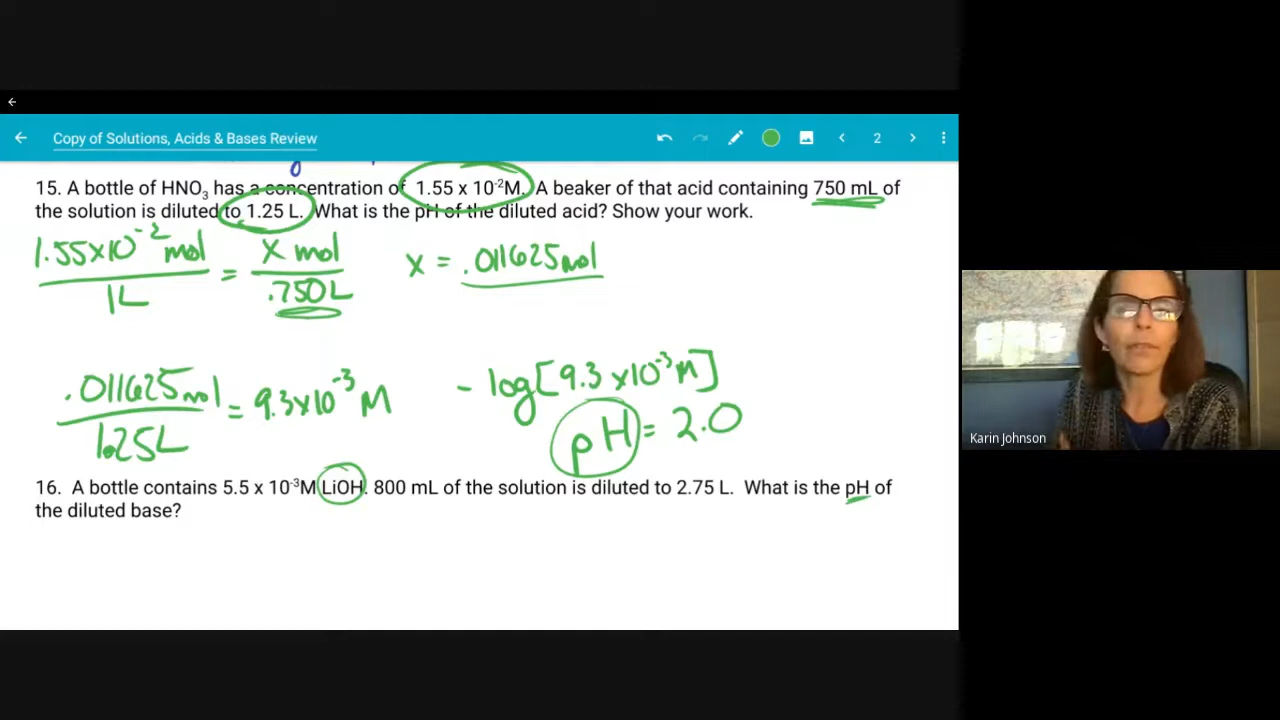 Copy of Solutions, Acids & Bases Review
2
15. A bottle of HNO₃ has a concentration of 1.55 x 10⁻²M. A beaker of that acid containing 750 mL of
the solution is diluted to 1.25 L. What is the pH of the diluted acid? Show your work.
1.55x10⁻² mol / 1L = X mol / .750L
x = .011625mol
.011625mol / 1.25L = 9.3x10⁻³ M
- log[9.3x10⁻³M]
pH = 2.0
16. A bottle contains 5.5 x 10⁻³M LiOH. 800 mL of the solution is diluted to 2.75 L. What is the pH of
the diluted base?
Karin Johnson